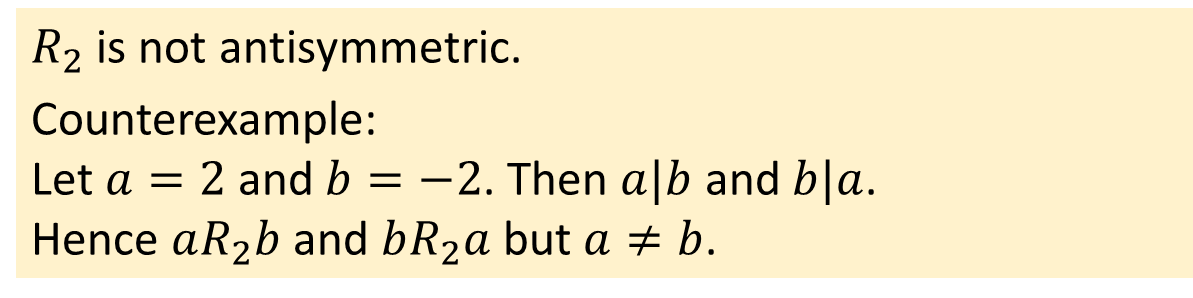 R₂ is not antisymmetric.
Counterexample:
Let a = 2 and b = −2. Then a|b and b|a.
Hence aR₂b and bR₂a but a ≠ b.